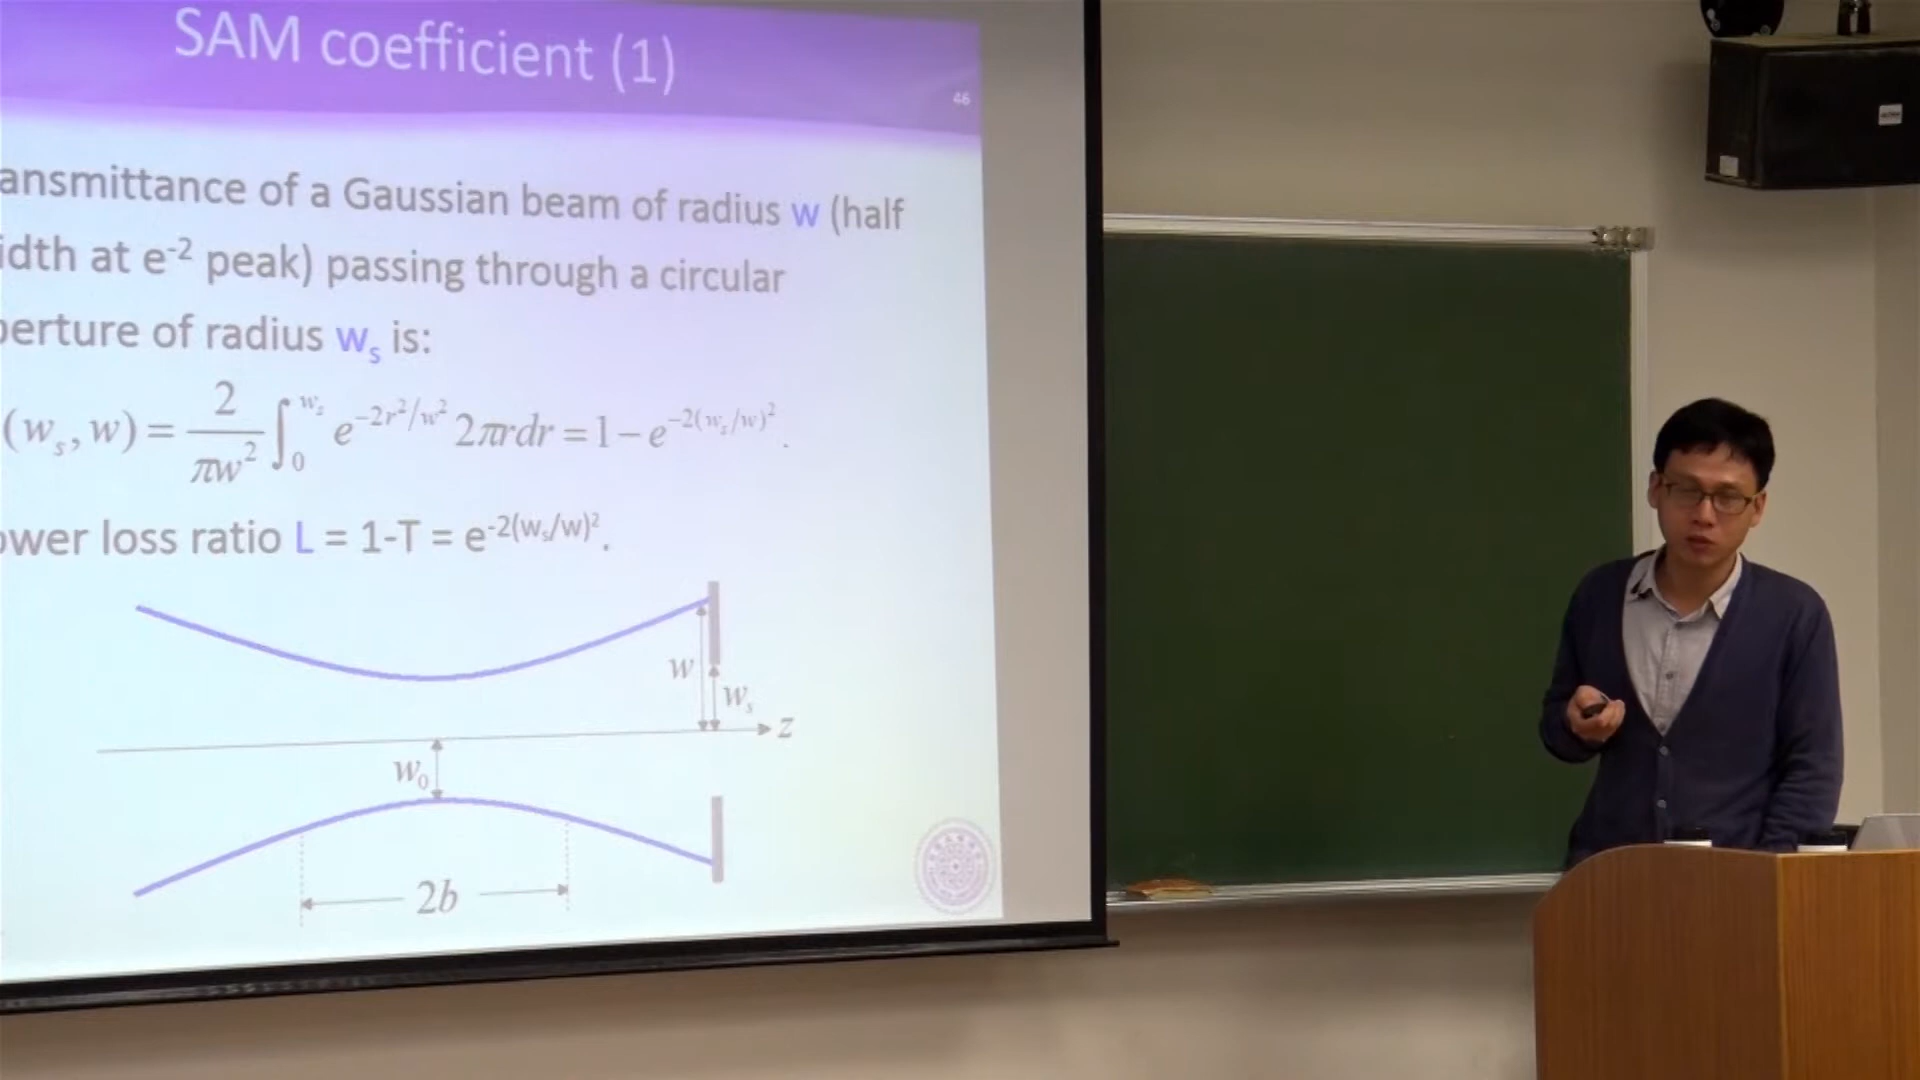 SAM coefficient (1)
46
ansmittance of a Gaussian beam of radius w (half
idth at e⁻² peak) passing through a circular
perture of radius wₛ is:
(wₛ, w) = 2/πw² ∫₀^wₛ e^(-2r²/w²) 2πrdr = 1 - e^(-2(wₛ/w)²).
ower loss ratio L = 1-T = e^(-2(wₛ/w)²).
w
wₛ
z
w₀
2b